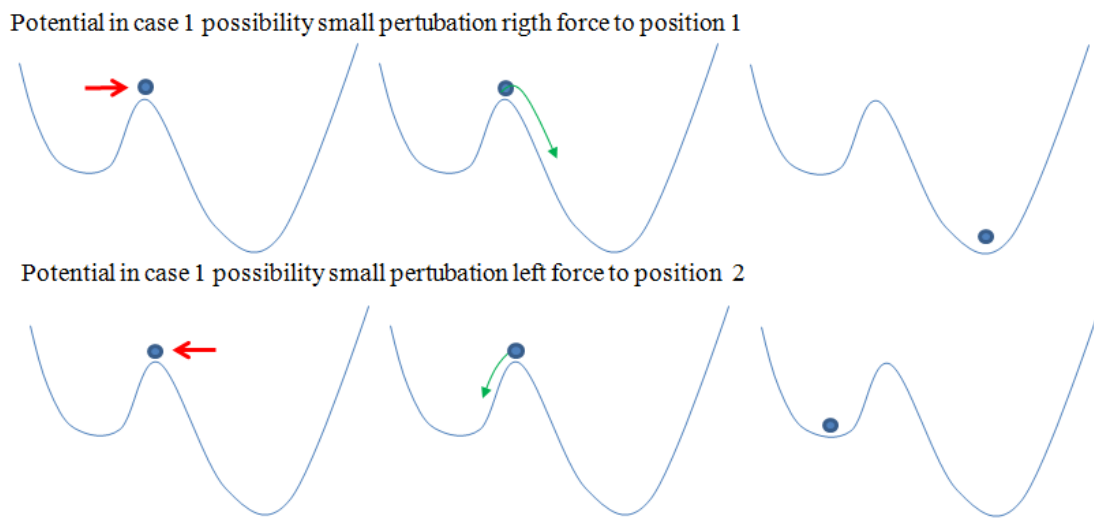 Potential in case 1 possibility small pertubation rigth force to position 1
Potential in case 1 possibility small pertubation left force to position 2